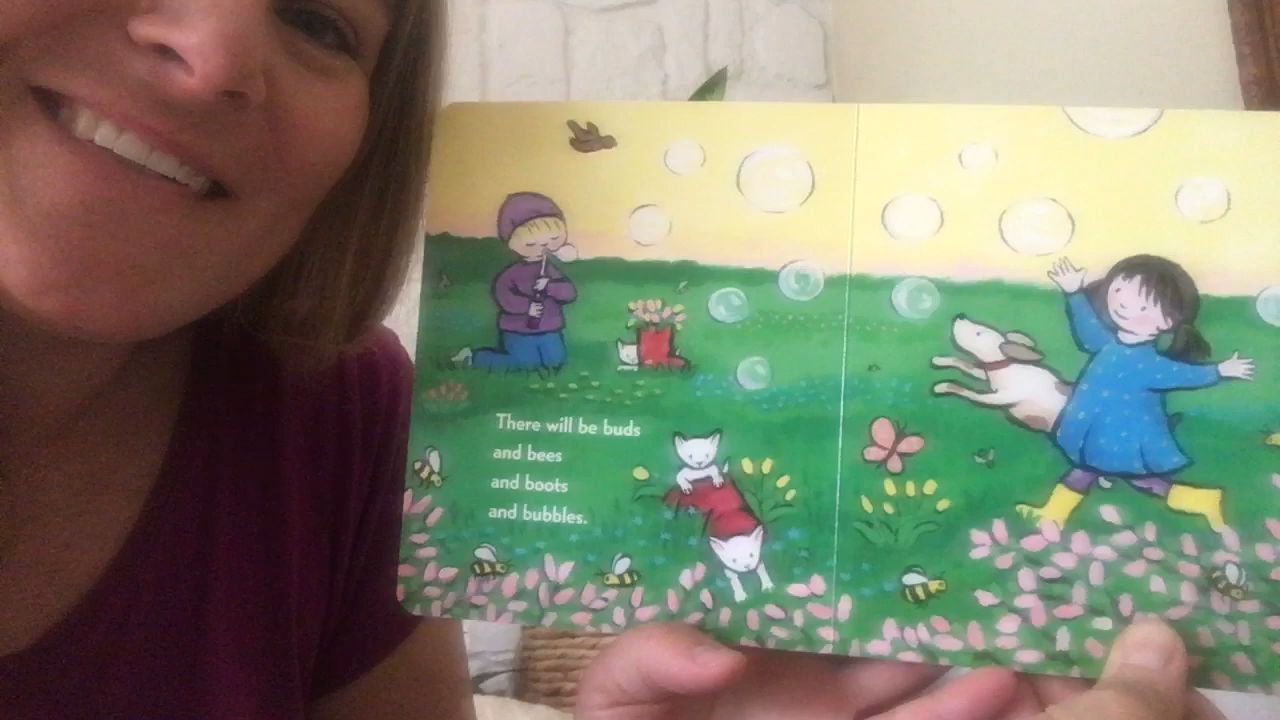 There will be buds
and bees
and boots
and bubbles.